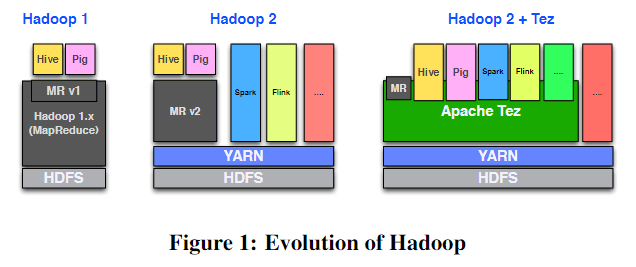 Hadoop 1
Hive
Pig
MR v1
Hadoop 1.x
(MapReduce)
HDFS
Hadoop 2
Hive
Pig
MR v2
Spark
Flink
....
YARN
HDFS
Hadoop 2 + Tez
MR
Hive
Pig
Spark
Flink
....
Apache Tez
....
YARN
HDFS
Figure 1: Evolution of Hadoop